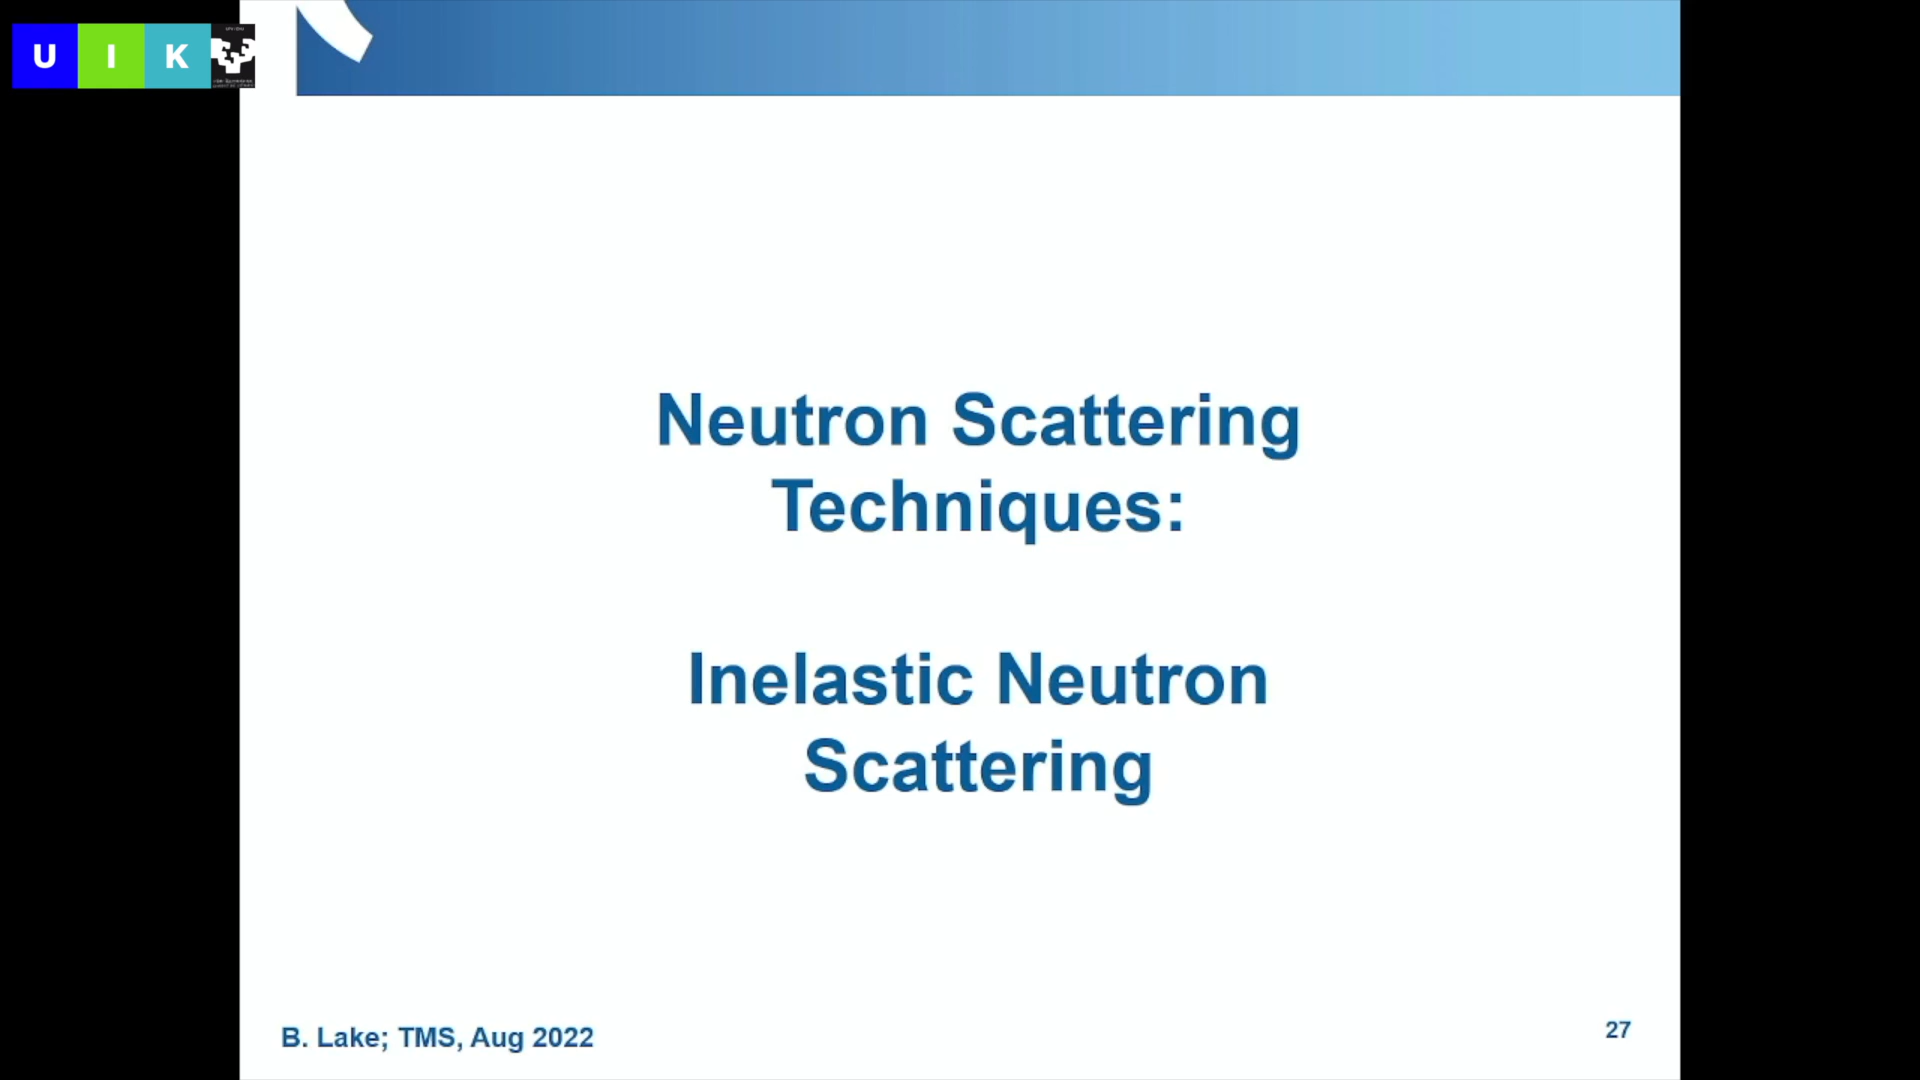 U I K
Neutron Scattering
Techniques:
Inelastic Neutron
Scattering
B. Lake; TMS, Aug 2022
27